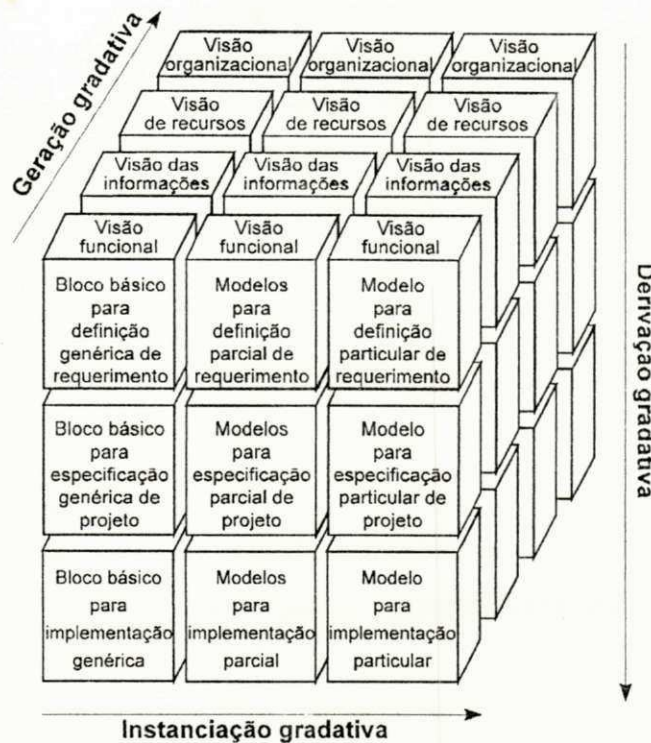 Geração gradativa
Visão
organizacional
Visão
organizacional
Visão
organizacional
Visão
de recursos
Visão
de recursos
Visão
de recursos
Visão das
informações
Visão das
informações
Visão das
informações
Visão
funcional
Visão
funcional
Visão
funcional
Bloco básico
para
definição
genérica de
requerimento
Modelos
para
definição
parcial de
requerimento
Modelo
para
definição
particular de
requerimento
Bloco básico
para
especificação
genérica de
projeto
Modelos
para
especificação
parcial de
projeto
Modelo
para
especificação
particular de
projeto
Bloco básico
para
implementação
genérica
Modelos
para
implementação
parcial
Modelo
para
implementação
particular
Derivação gradativa
Instanciação gradativa